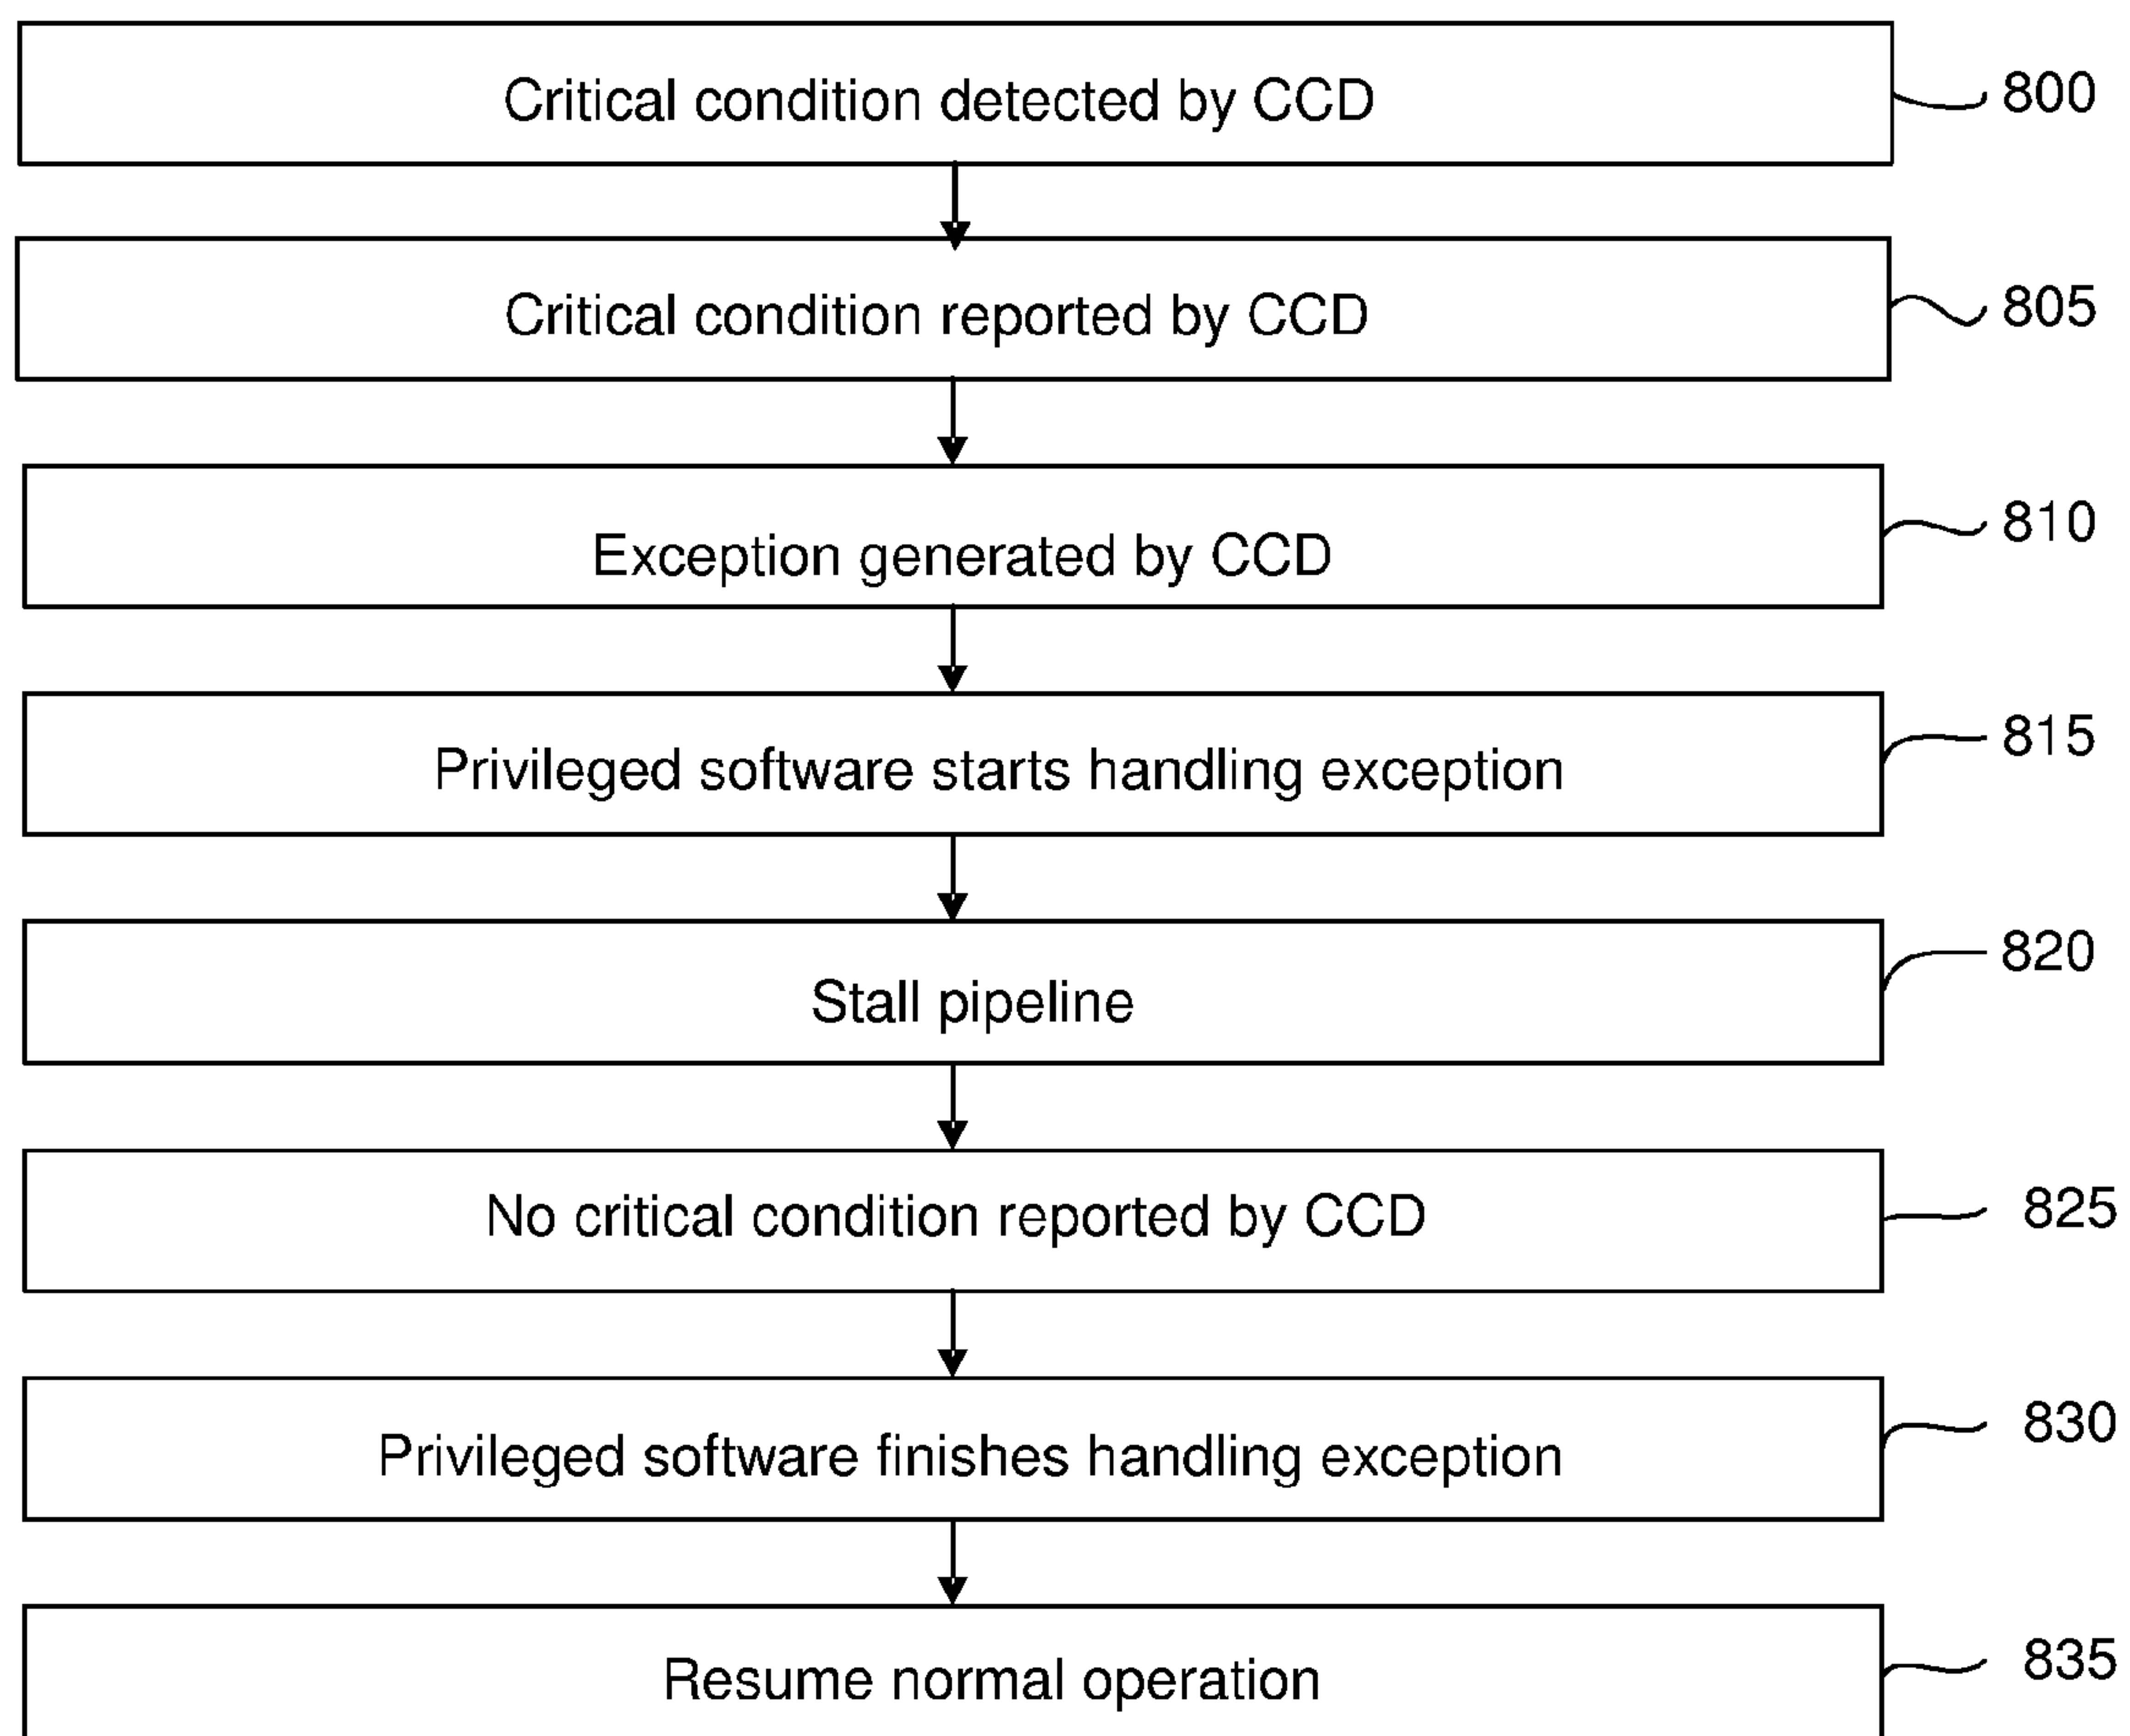 Critical condition detected by CCD 800
Critical condition reported by CCD 805
Exception generated by CCD 810
Privileged software starts handling exception 815
Stall pipeline 820
No critical condition reported by CCD 825
Privileged software finishes handling exception 830
Resume normal operation 835